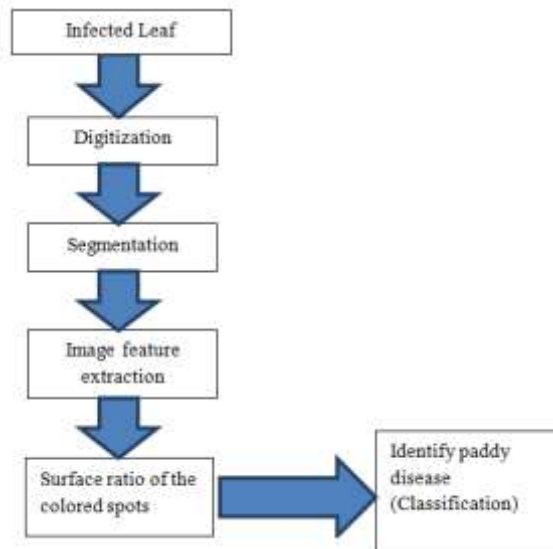 Infected Leaf
Digitization
Segmentation
Image feature
extraction
Surface ratio of the
colored spots
Identify paddy
disease
(Classification)